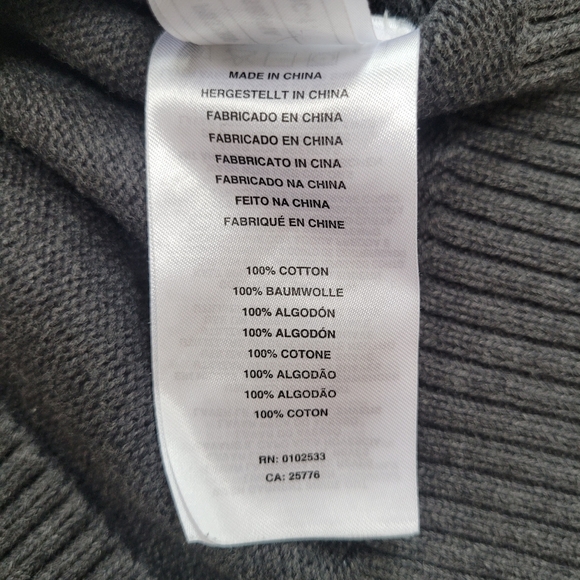 MADE IN CHINA
HERGESTELLT IN CHINA
FABRICADO EN CHINA
FABRICADO EN CHINA
FABBRICATO IN CINA
FABRICADO NA CHINA
FEITO NA CHINA
FABRIQUÉ EN CHINE
100% COTTON
100% BAUMWOLLE
100% ALGODÓN
100% ALGODÓN
100% COTONE
100% ALGODÃO
100% ALGODÃO
100% COTON
RN: 0102533
CA: 25776